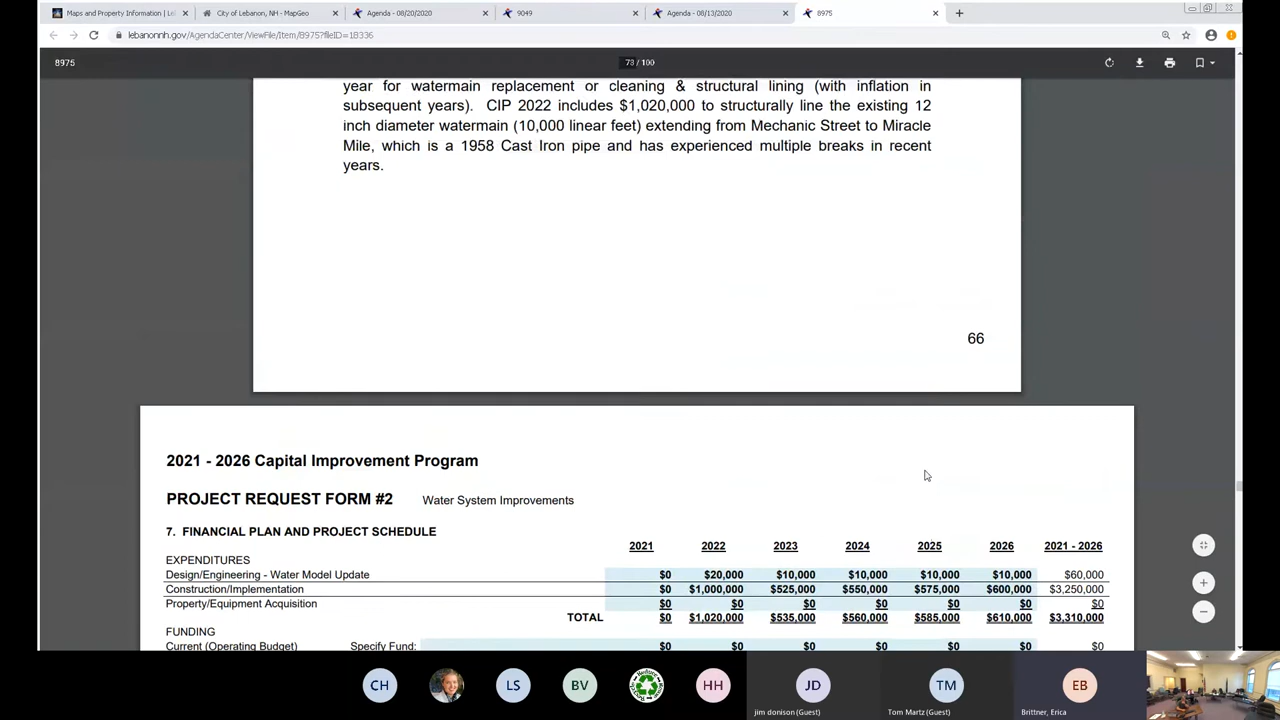 Maps and Property Information | Le
City of Lebanon, NH - MapGeo
Agenda - 08/20/2020
9049
Agenda - 08/13/2020
8975
lebanonnh.gov/AgendaCenter/ViewFile/Item/8975?fileID=18336
8975
73 / 100
year for watermain replacement or cleaning & structural lining (with inflation in
subsequent years). CIP 2022 includes $1,020,000 to structurally line the existing 12
inch diameter watermain (10,000 linear feet) extending from Mechanic Street to Miracle
Mile, which is a 1958 Cast Iron pipe and has experienced multiple breaks in recent
years.
66
2021 - 2026 Capital Improvement Program
PROJECT REQUEST FORM #2 Water System Improvements
7. FINANCIAL PLAN AND PROJECT SCHEDULE
2021 2022 2023 2024 2025 2026 2021 - 2026
EXPENDITURES
Design/Engineering - Water Model Update $0 $20,000 $10,000 $10,000 $10,000 $10,000 $60,000
Construction/Implementation $0 $1,000,000 $525,000 $550,000 $575,000 $600,000 $3,250,000
Property/Equipment Acquisition $0 $0 $0 $0 $0 $0 $0
TOTAL $0 $1,020,000 $535,000 $560,000 $585,000 $610,000 $3,310,000
FUNDING
Current (Operating Budget) Specify Fund: $0 $0 $0 $0 $0 $0 $0
CH LS BV HH JD TM EB
jim donison (Guest) Tom Martz (Guest) Brittner, Erica